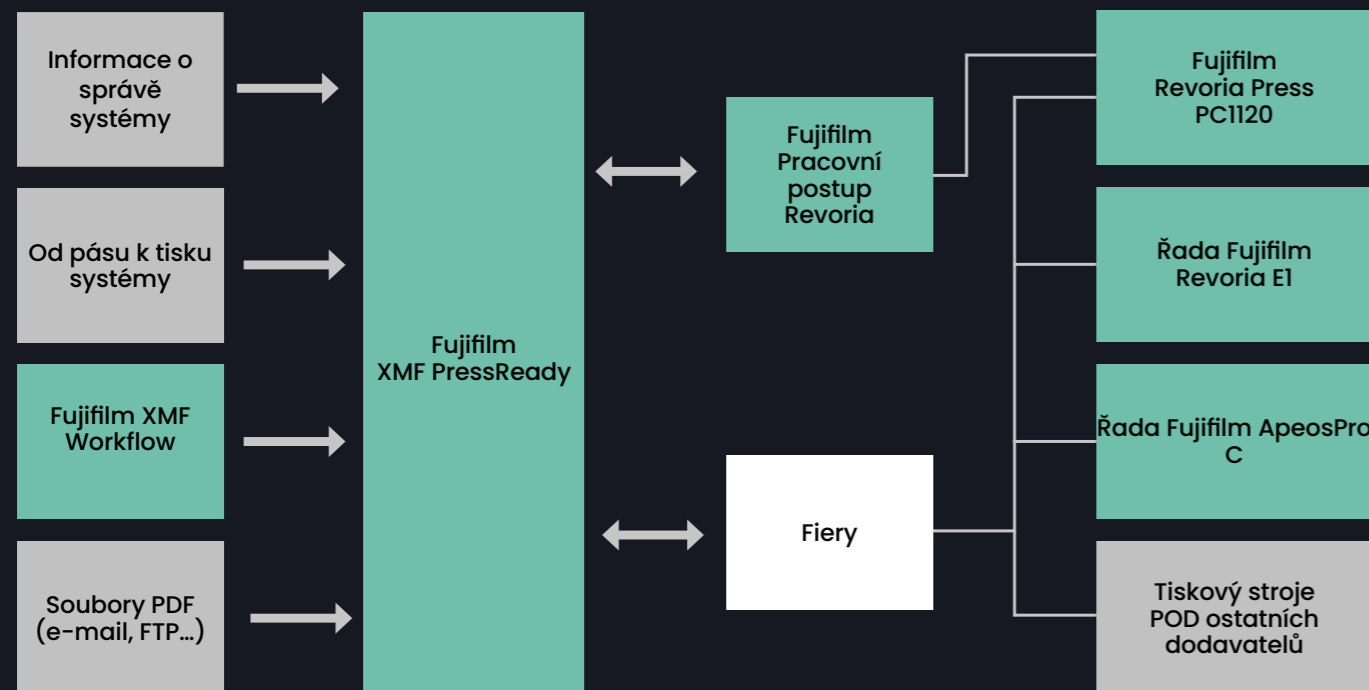 Informace o
správě
systémy
Od pásu k tisku
systémy
Fujifilm XMF
Workflow
Soubory PDF
(e-mail, FTP...)
Fujifilm
XMF PressReady
Fujifilm
Pracovní
postup
Revoria
Fiery
Fujifilm
Revoria Press
PC1120
Řada Fujifilm
Revoria E1
Řada Fujifilm ApeosPro
C
Tiskový stroje
POD ostatních
dodavatelů